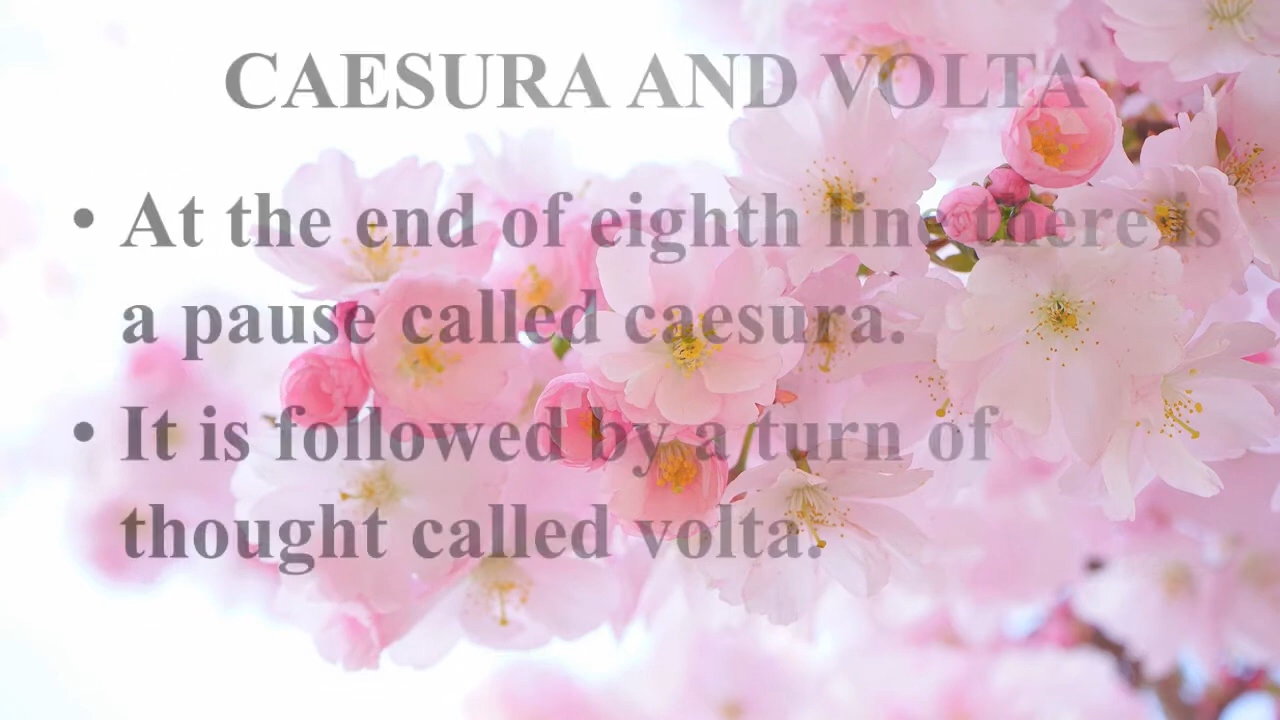 CAESURA AND VOLTA
• At the end of eighth line there is
a pause called caesura.
• It is followed by a turn of
thought called volta.